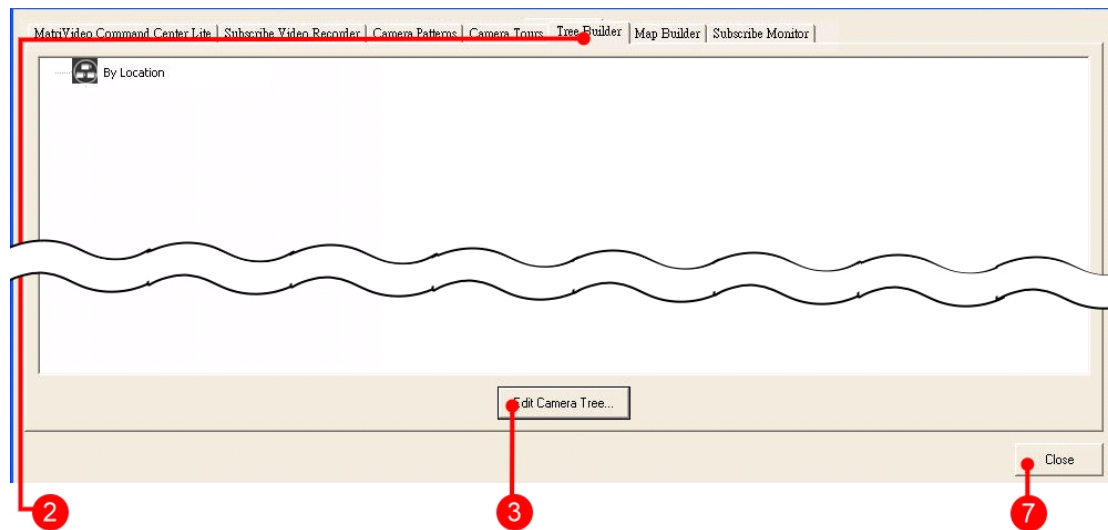 MatriVideo Command Center Lite | Subscribe Video Recorder | Camera Patterns | Camera Tours | Tree Builder | Map Builder | Subscribe Monitor |
By Location
Edit Camera Tree...
Close
2 3 7